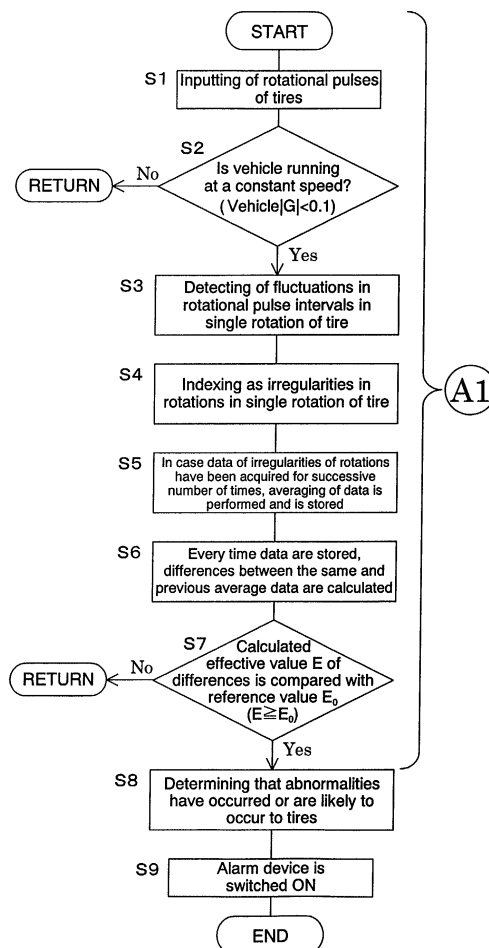 START
S1
Inputting of rotational pulses
of tires
S2
Is vehicle running
at a constant speed?
(Vehicle|G|<0.1)
No
RETURN
Yes
S3
Detecting of fluctuations in
rotational pulse intervals in
single rotation of tire
S4
Indexing as irregularities in
rotations in single rotation of tire
A1
S5
In case data of irregularities of rotations
have been acquired for successive
number of times, averaging of data is
performed and is stored
S6
Every time data are stored,
differences between the same and
previous average data are calculated
S7
Calculated
effective value E of
differences is compared with
reference value E₀
(E≧E₀)
No
RETURN
Yes
S8
Determining that abnormalities
have occurred or are likely to
occur to tires
S9
Alarm device is
switched ON
END